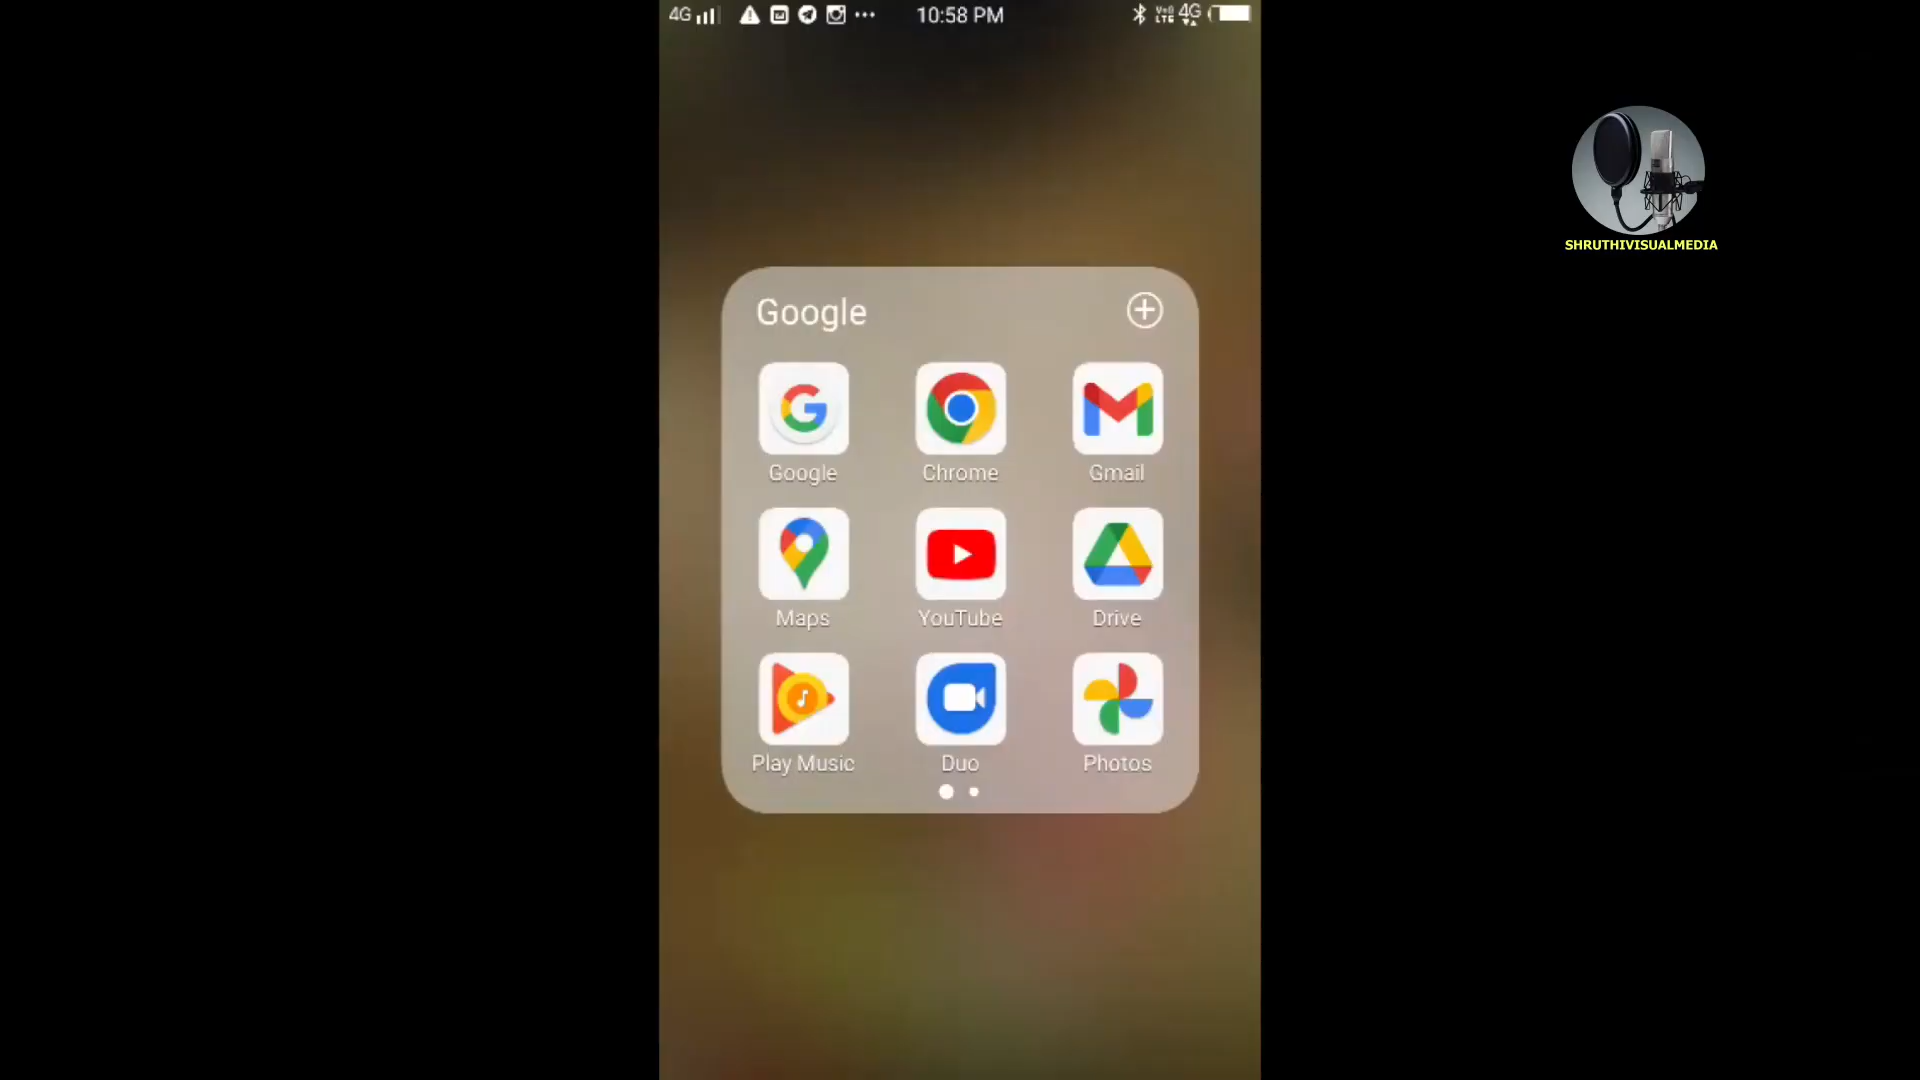 4G 10:58 PM 4G
SHRUTHIVISUALMEDIA
Google
Google Chrome Gmail
Maps YouTube Drive
Play Music Duo Photos